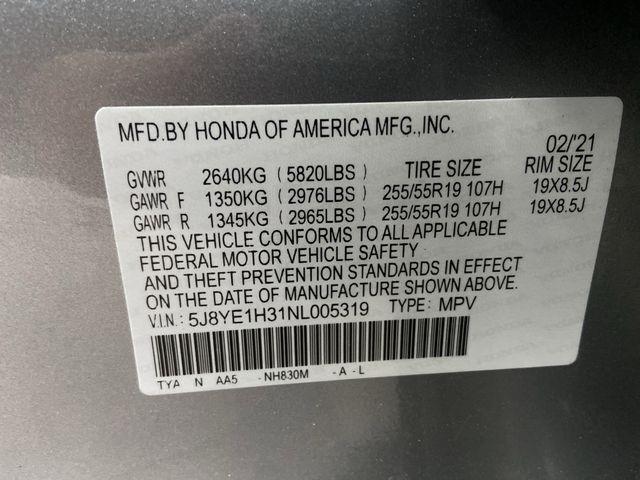 MFD.BY HONDA OF AMERICA MFG.,INC.
02/'21
GVWR 2640KG (5820LBS) TIRE SIZE RIM SIZE
GAWR F 1350KG (2976LBS) 255/55R19 107H 19X8.5J
GAWR R 1345KG (2965LBS) 255/55R19 107H 19X8.5J
THIS VEHICLE CONFORMS TO ALL APPLICABLE
FEDERAL MOTOR VEHICLE SAFETY
AND THEFT PREVENTION STANDARDS IN EFFECT
ON THE DATE OF MANUFACTURE SHOWN ABOVE.
V.I.N.: 5J8YE1H31NL005319 TYPE: MPV
TYA N AA5 -NH830M -A-L